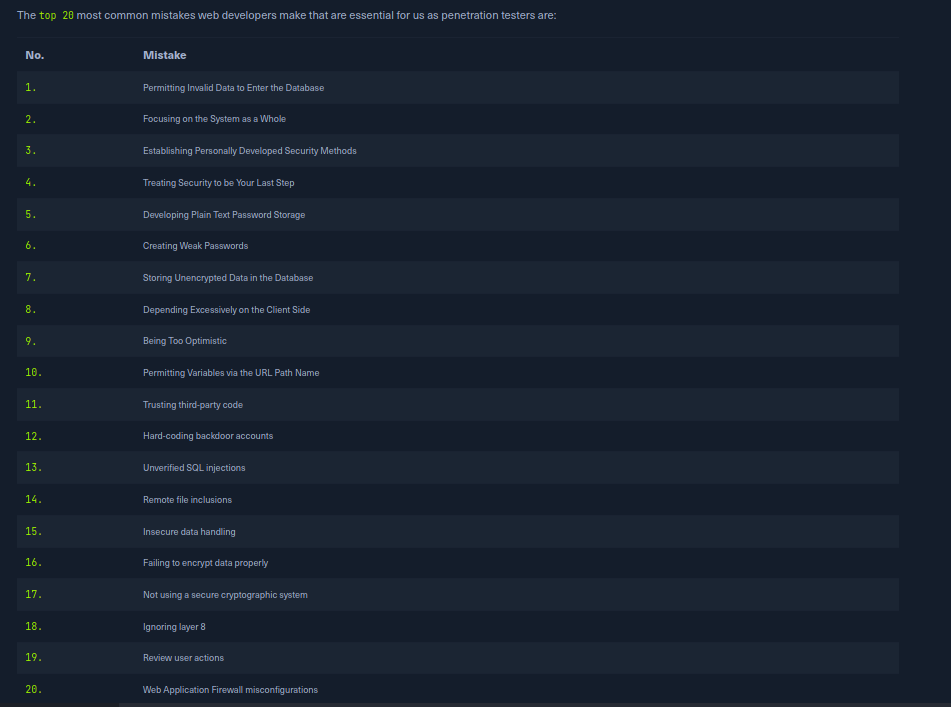 The top 20 most common mistakes web developers make that are essential for us as penetration testers are:
No. Mistake
1. Permitting Invalid Data to Enter the Database
2. Focusing on the System as a Whole
3. Establishing Personally Developed Security Methods
4. Treating Security to be Your Last Step
5. Developing Plain Text Password Storage
6. Creating Weak Passwords
7. Storing Unencrypted Data in the Database
8. Depending Excessively on the Client Side
9. Being Too Optimistic
10. Permitting Variables via the URL Path Name
11. Trusting third-party code
12. Hard-coding backdoor accounts
13. Unverified SQL injections
14. Remote file inclusions
15. Insecure data handling
16. Failing to encrypt data properly
17. Not using a secure cryptographic system
18. Ignoring layer 8
19. Review user actions
20. Web Application Firewall misconfigurations